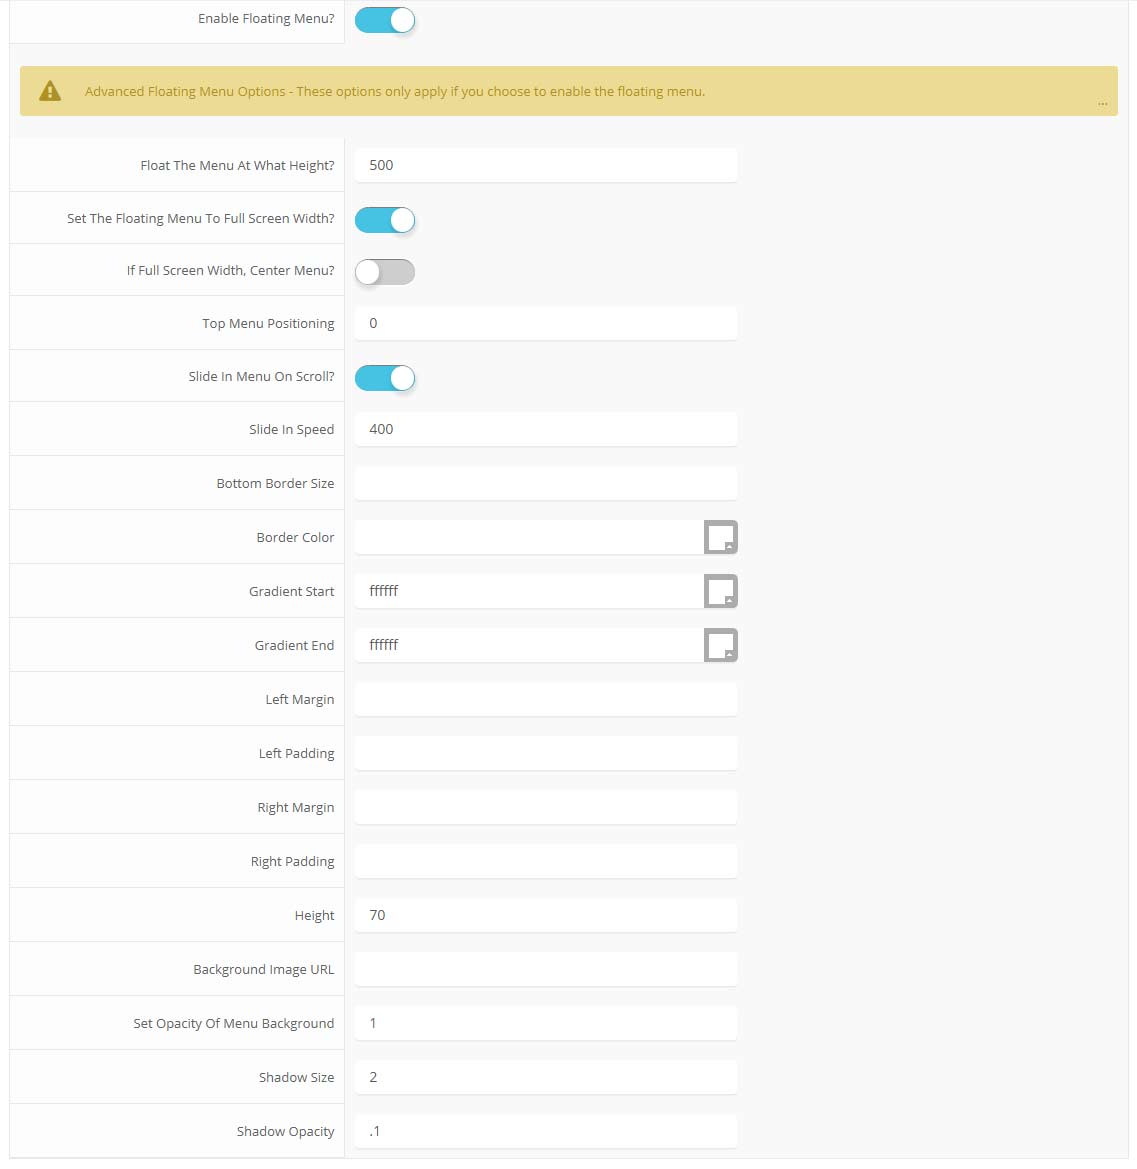 Enable Floating Menu?
Advanced Floating Menu Options - These options only apply if you choose to enable the floating menu.
...
Float The Menu At What Height? 500
Set The Floating Menu To Full Screen Width?
If Full Screen Width, Center Menu?
Top Menu Positioning 0
Slide In Menu On Scroll?
Slide In Speed 400
Bottom Border Size
Border Color
Gradient Start ffffff
Gradient End ffffff
Left Margin
Left Padding
Right Margin
Right Padding
Height 70
Background Image URL
Set Opacity Of Menu Background 1
Shadow Size 2
Shadow Opacity .1